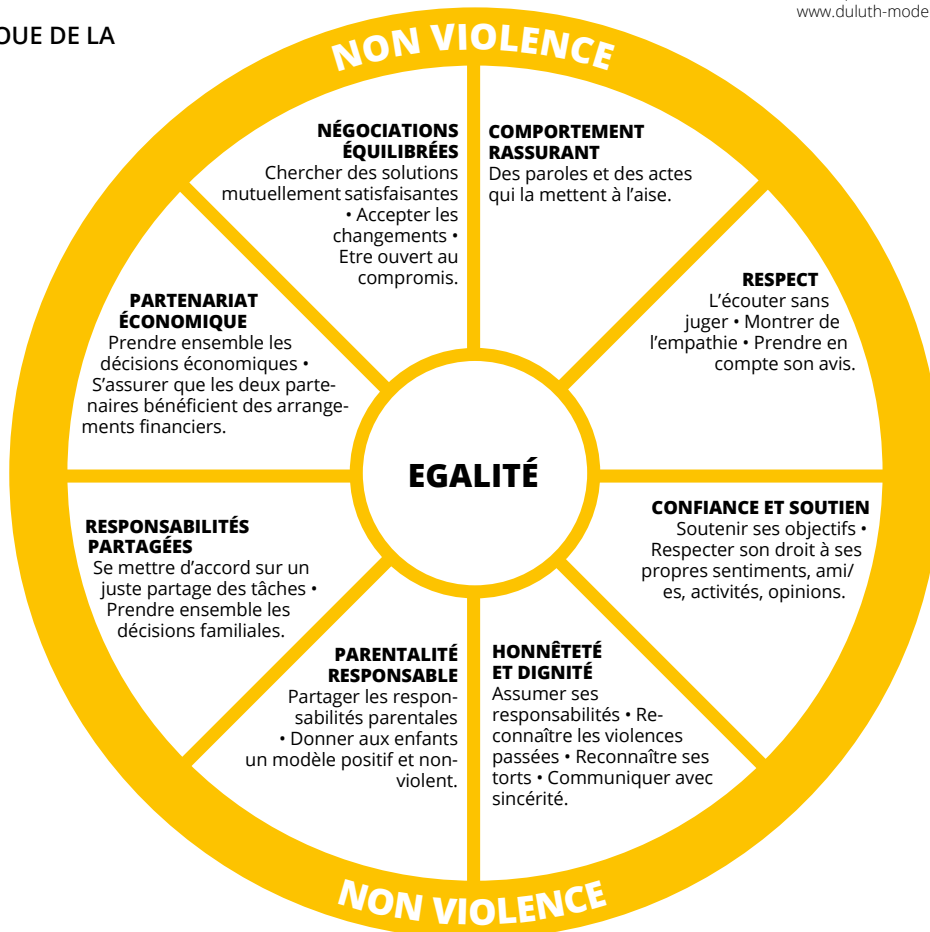 OUE DE LA
www.duluth-mode
NON VIOLENCE
NÉGOCIATIONS
ÉQUILIBRÉES
Chercher des solutions
mutuellement satisfaisantes
• Accepter les
changements •
Etre ouvert au
compromis.
COMPORTEMENT
RASSURANT
Des paroles et des actes
qui la mettent à l’aise.
RESPECT
L’écouter sans
juger • Montrer de
l’empathie • Prendre en
compte son avis.
PARTENARIAT
ÉCONOMIQUE
Prendre ensemble les
décisions économiques •
S’assurer que les deux parte-
naires bénéficient des arrange-
ments financiers.
EGALITÉ
CONFIANCE ET SOUTIEN
Soutenir ses objectifs •
Respecter son droit à ses
propres sentiments, ami/
es, activités, opinions.
RESPONSABILITÉS
PARTAGÉES
Se mettre d’accord sur un
juste partage des tâches •
Prendre ensemble les
décisions familiales.
PARENTALITÉ
RESPONSABLE
Partager les respon-
sabilités parentales
• Donner aux enfants
un modèle positif et non-
violent.
HONNÊTETÉ
ET DIGNITÉ
Assumer ses
responsabilités • Re-
connaître les violences
passées • Reconnaître ses
torts • Communiquer avec
sincérité.
NON VIOLENCE